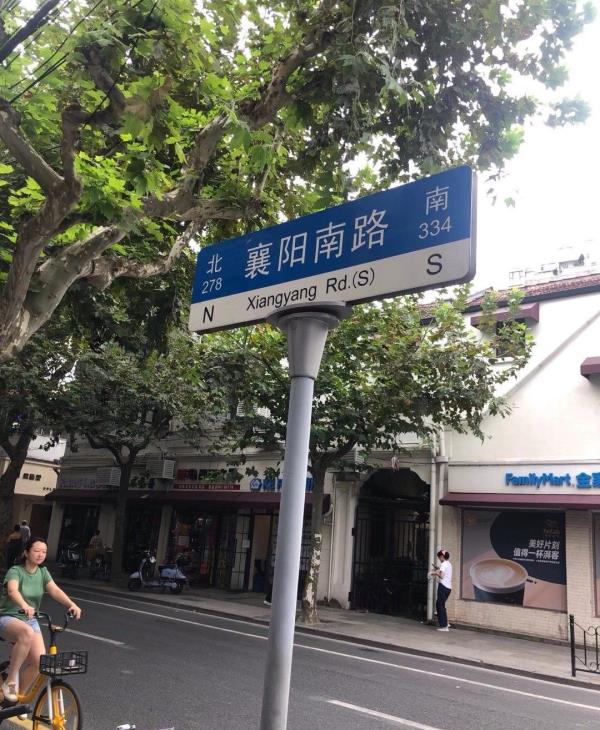 北
278
襄阳南路
南
334
N
Xiangyang Rd.(S)
S
FamilyMart 全家
美好片刻
值得一杯湃客